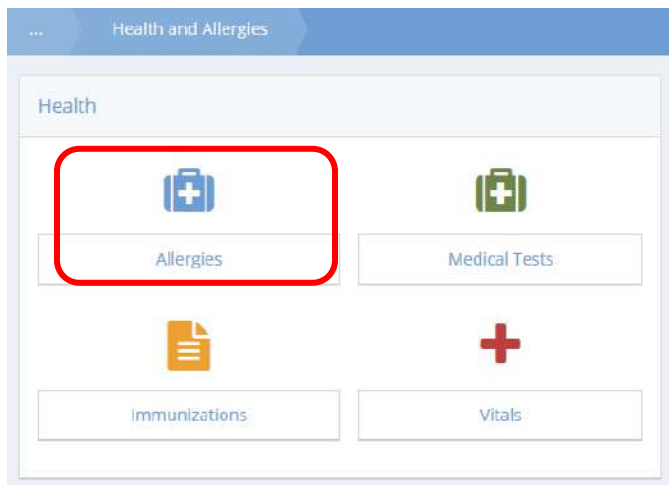 ... Health and Allergies
Health
Allergies Medical Tests
Immunizations Vitals